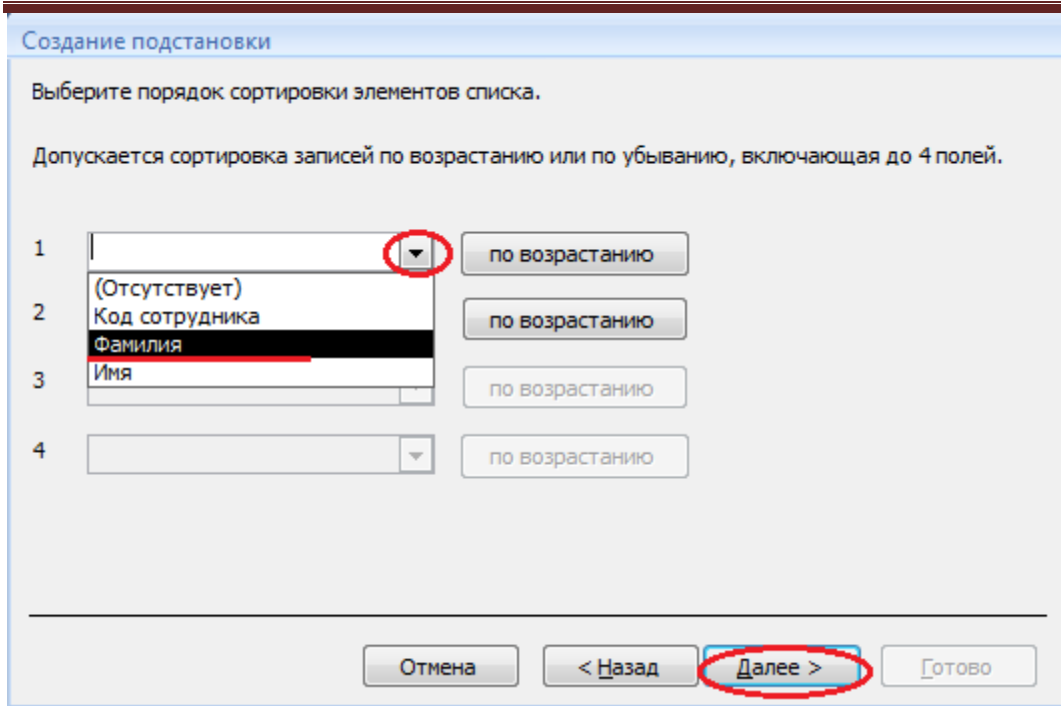 Создание подстановки
Выберите порядок сортировки элементов списка.
Допускается сортировка записей по возрастанию или по убыванию, включающая до 4 полей.
1 по возрастанию
(Отсутствует)
2 Код сотрудника по возрастанию
Фамилия
3 Имя по возрастанию
4 по возрастанию
Отмена < Назад Далее > Готово